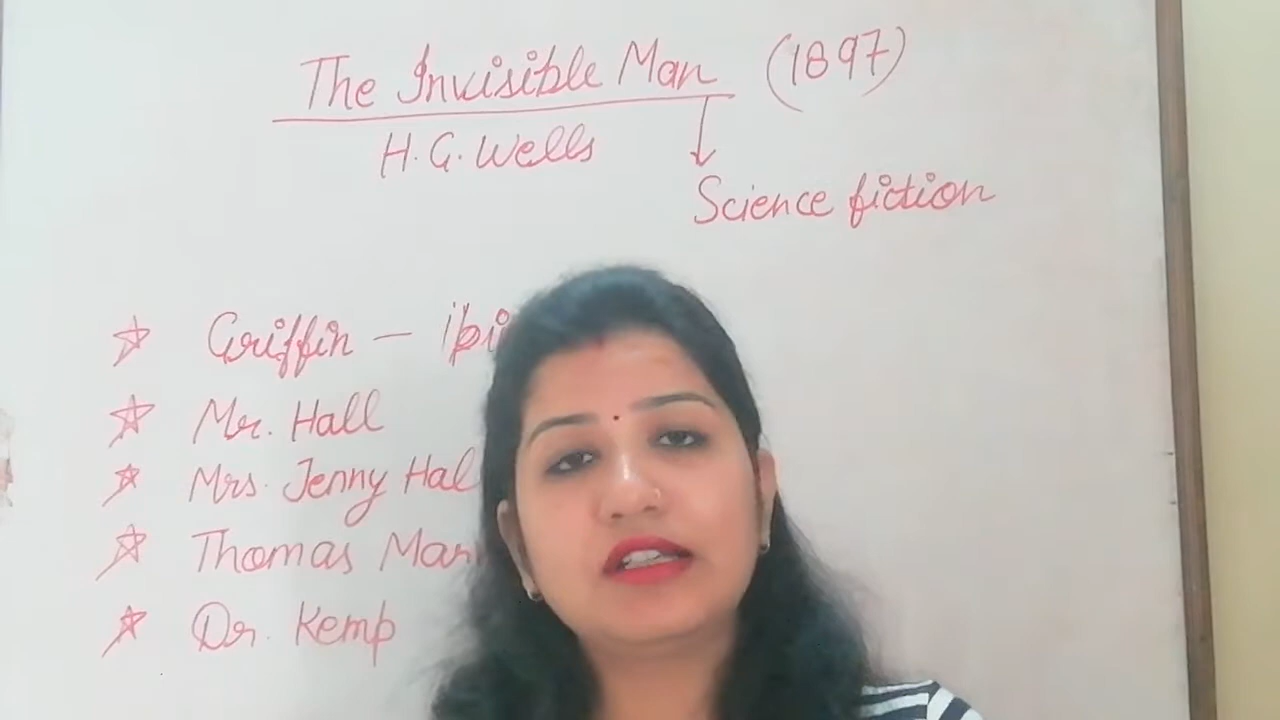 The Invisible Man (1897)
H.G. Wells
Science fiction
Griffin –
Mr. Hall
Mrs. Jenny Hal
Thomas Mar
Dr. Kemp